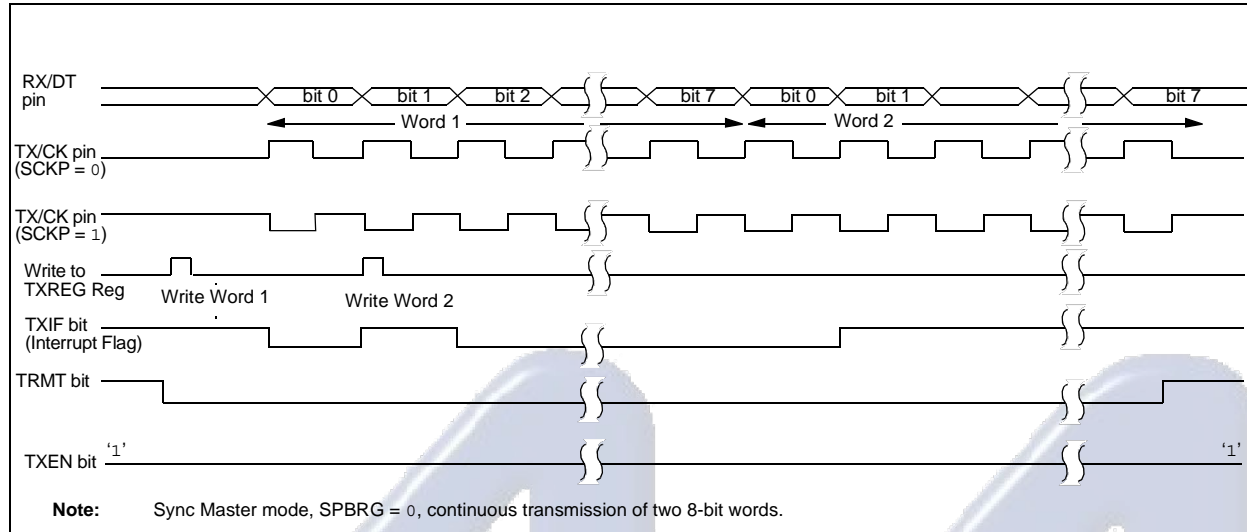 RX/DT
pin
bit 0 bit 1 bit 2 bit 7 bit 0 bit 1 bit 7
Word 1 Word 2
TX/CK pin
(SCKP = 0)
TX/CK pin
(SCKP = 1)
Write to
TXREG Reg
Write Word 1 Write Word 2
TXIF bit
(Interrupt Flag)
TRMT bit
TXEN bit '1' '1'
Note: Sync Master mode, SPBRG = 0, continuous transmission of two 8-bit words.